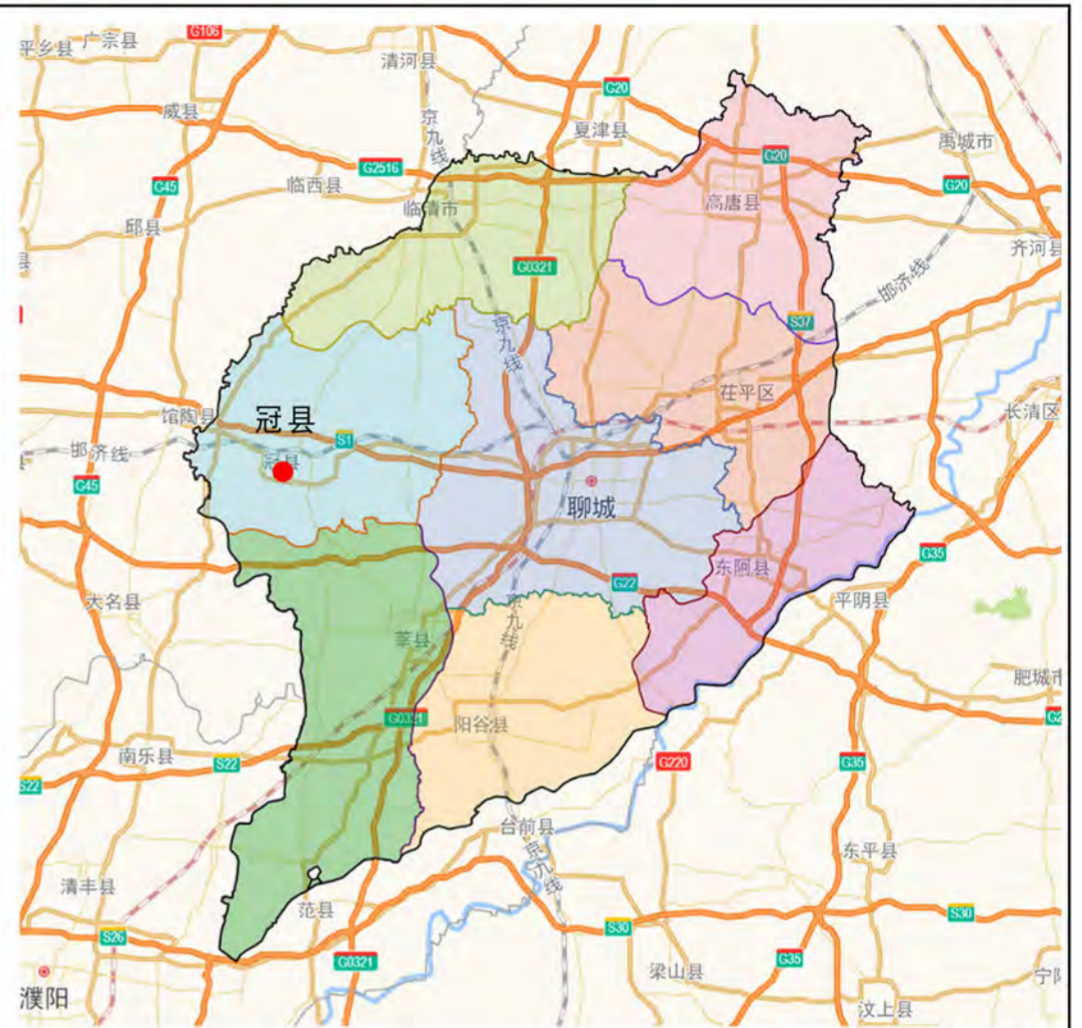 G106
平乡县
广宗县
清河县
G20
威县
京九线
夏津县
G20
禹城市
G2516
G45
临西县
G20
临清市
高唐县
邱县
齐河县
县
G0321
邯济线
京九线
S37
茌平区
馆陶县
冠县
长清区
S1
邯济线
冠县
G45
聊城
G35
东阿县
G22
大名县
京九线
平阴县
莘县
肥城市
G0321
阳谷县
南乐县
S22
G220
G35
S22
台前县
京九线
东平县
清丰县
范县
S30
S30
S26
G0321
G35
梁山县
濮阳
汶上县